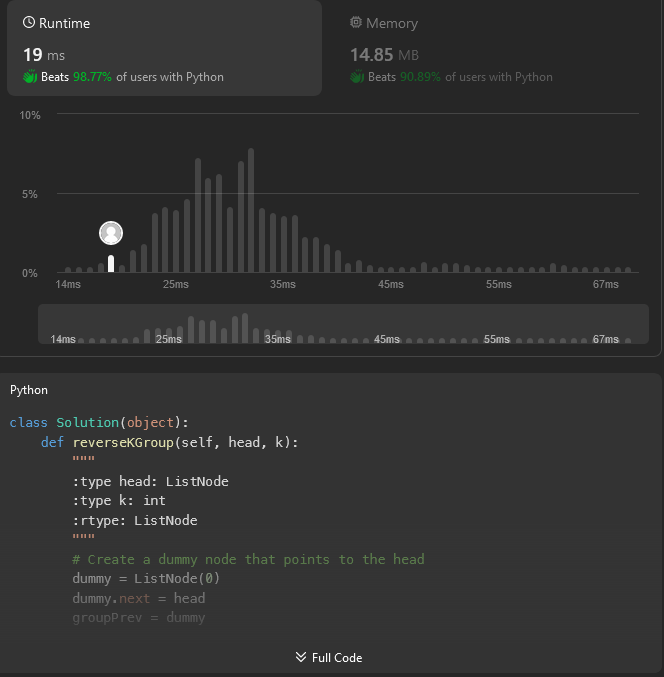 Runtime
Memory
19 ms
14.85 MB
Beats 98.77% of users with Python
Beats 90.89% of users with Python
10%
5%
0%
14ms 25ms 35ms 45ms 55ms 67ms
14ms 25ms 35ms 45ms 55ms 67ms
Python
class Solution(object):
    def reverseKGroup(self, head, k):
        """
        :type head: ListNode
        :type k: int
        :rtype: ListNode
        """
        # Create a dummy node that points to the head
        dummy = ListNode(0)
        dummy.next = head
        groupPrev = dummy
Full Code